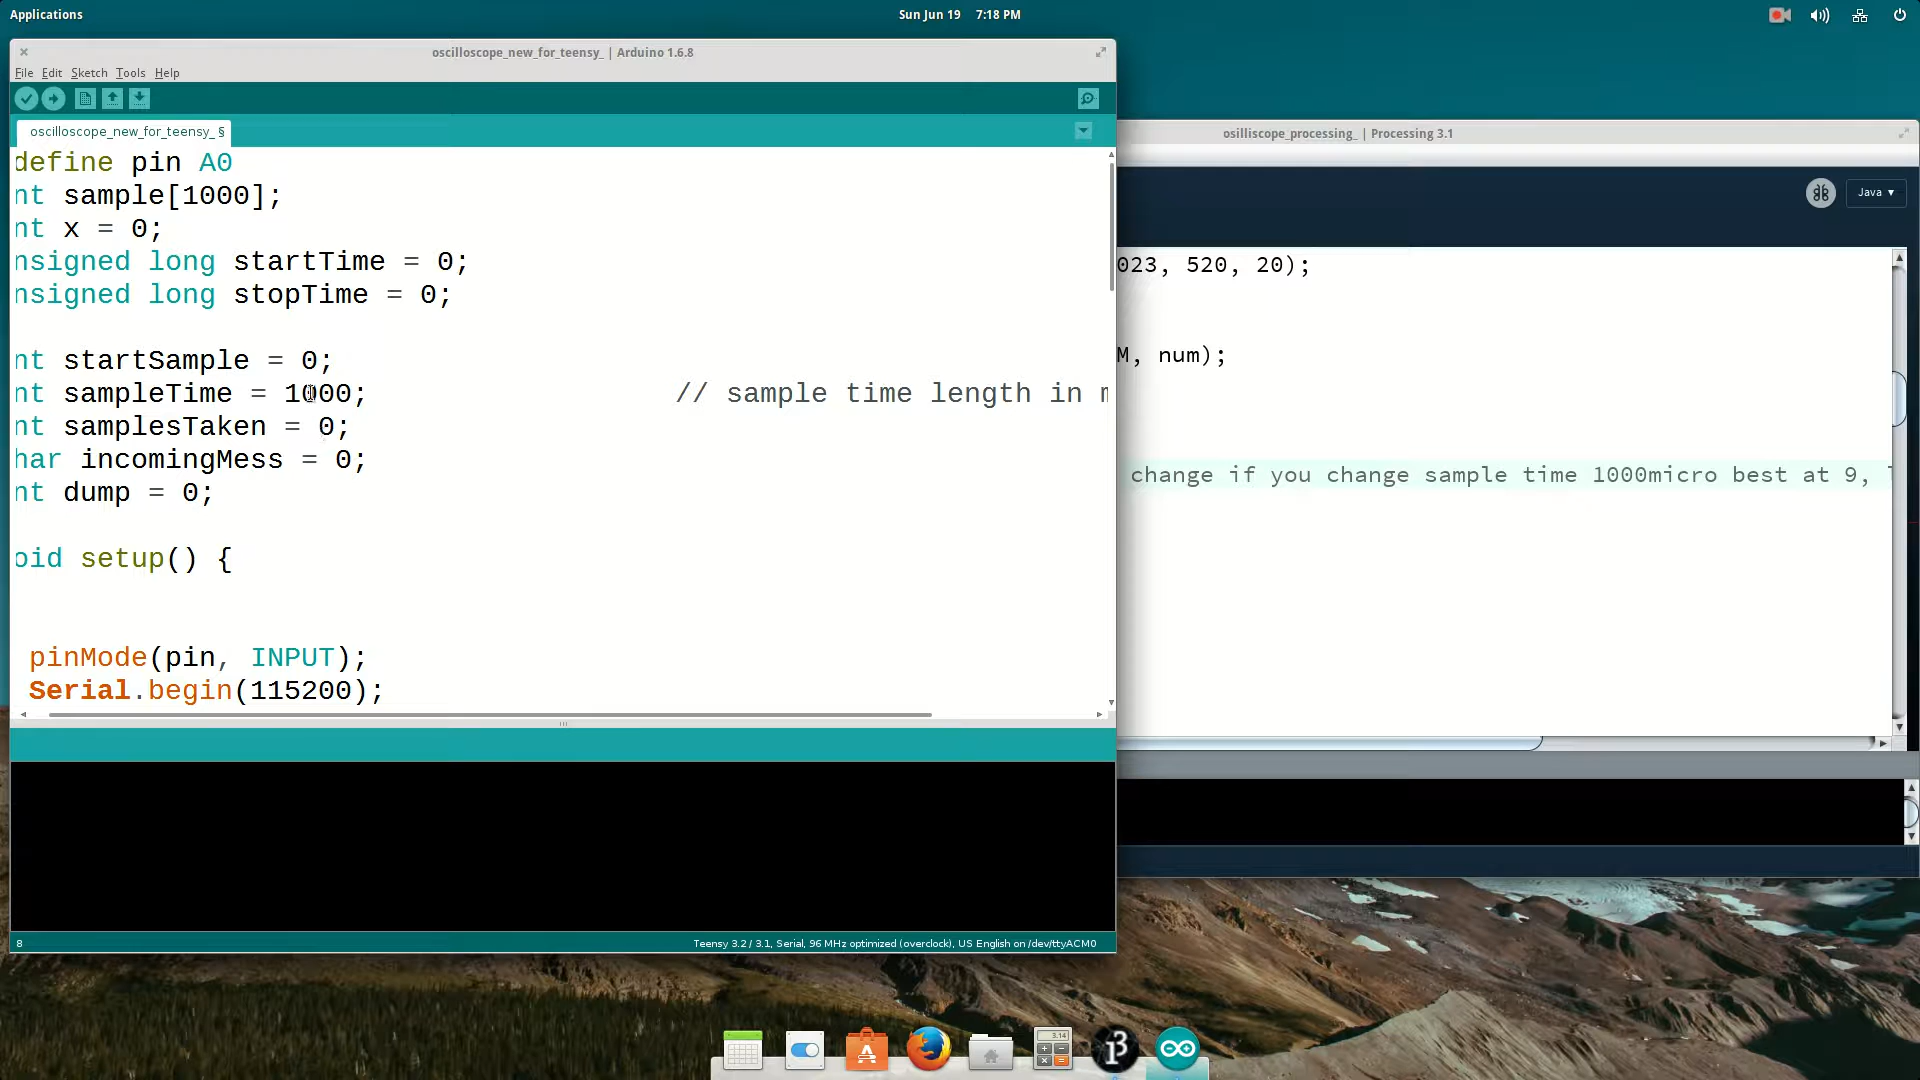 Applications
Sun Jun 19 7:18 PM
oscilloscope_new_for_teensy_ | Arduino 1.6.8
File Edit Sketch Tools Help
oscilloscope_new_for_teensy_ §
define pin A0
nt sample[1000];
nt x = 0;
nsigned long startTime = 0;
nsigned long stopTime = 0;
nt startSample = 0;
nt sampleTime = 1000; // sample time length in m
nt samplesTaken = 0;
har incomingMess = 0;
nt dump = 0;
oid setup() {
pinMode(pin, INPUT);
Serial.begin(115200);
8
Teensy 3.2 / 3.1, Serial, 96 MHz optimized (overclock), US English on /dev/ttyACM0
osilliscope_processing_ | Processing 3.1
Java ▾
023, 520, 20);
M, num);
change if you change sample time 1000micro best at 9,
3.14